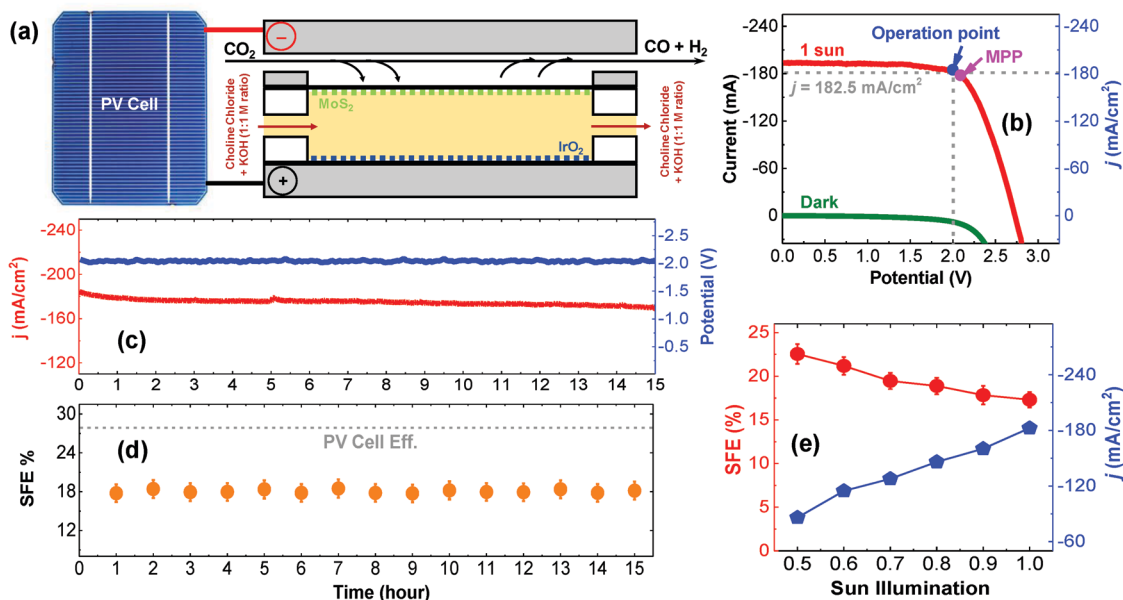 (a)
PV Cell
−
+
CO₂
CO + H₂
MoS₂
IrO₂
Choline Chloride
+ KOH (1:1 M ratio)
Choline Chloride
+ KOH (1:1 M ratio)
(b)
Current (mA)
-240
-180
-120
-60
0
1 sun
Operation point
MPP
j = 182.5 mA/cm²
Dark
0.0 0.5 1.0 1.5 2.0 2.5 3.0
Potential (V)
-240
-180
-120
-60
0
j (mA/cm²)
(c)
j (mA/cm²)
-240
-200
-160
-120
-2.5
-2.0
-1.5
-1.0
-0.5
Potential (V)
0 1 2 3 4 5 6 7 8 9 10 11 12 13 14 15
(d)
SFE %
30
24
18
12
PV Cell Eff.
0 1 2 3 4 5 6 7 8 9 10 11 12 13 14 15
Time (hour)
(e)
SFE (%)
25
20
15
10
5
0
-240
-180
-120
-60
j (mA/cm²)
0.5 0.6 0.7 0.8 0.9 1.0
Sun Illumination